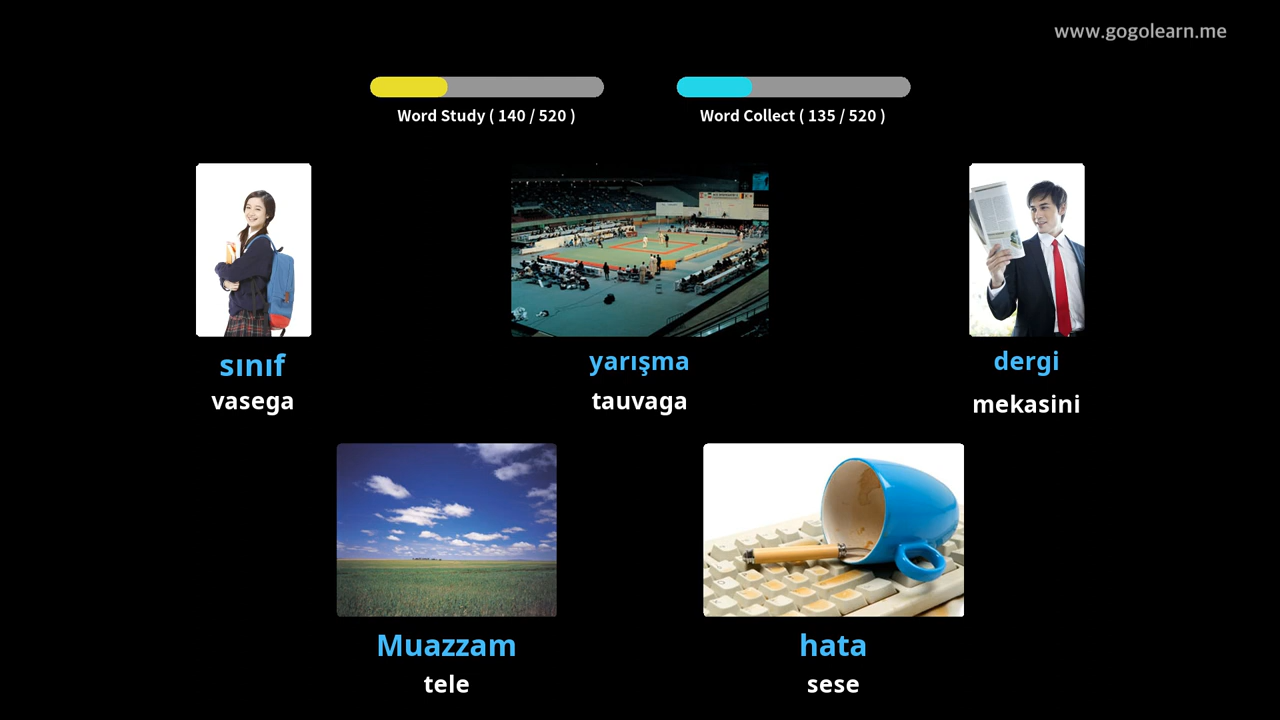 www.gogolearn.me
Word Study ( 140 / 520 )
Word Collect ( 135 / 520 )
sınıf
vasega
yarışma
tauvaga
dergi
mekasini
Muazzam
tele
hata
sese